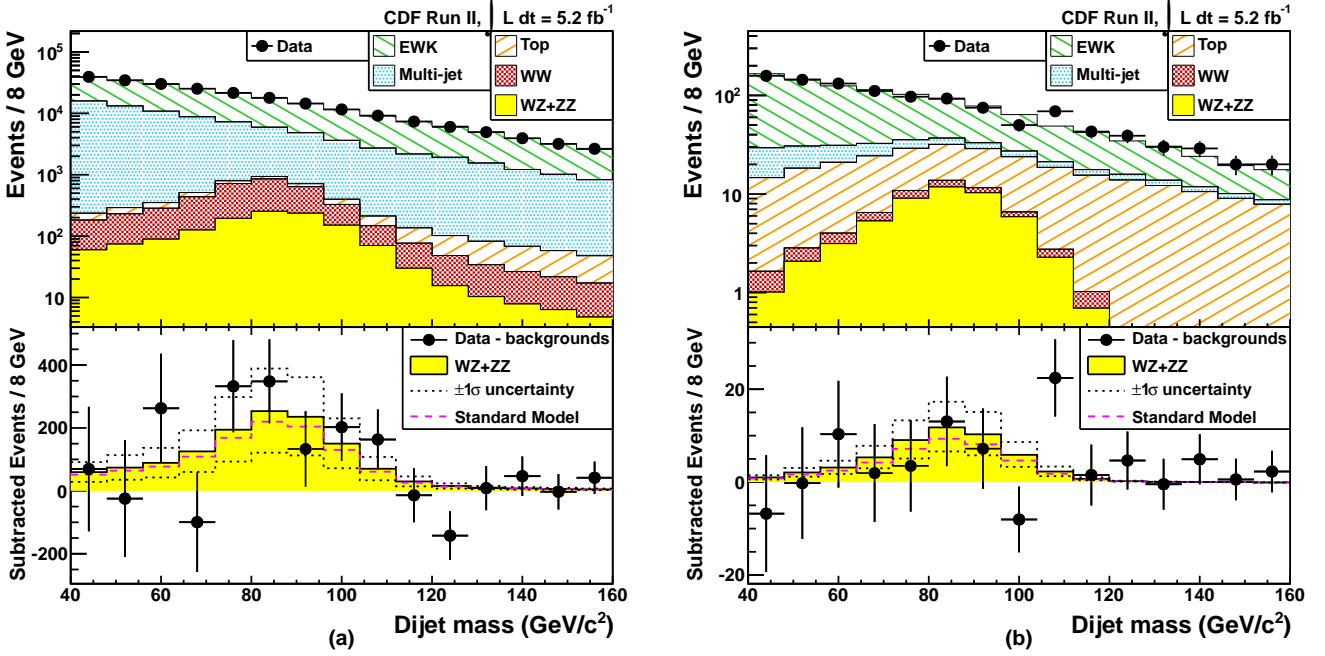 CDF Run II, ∫ L dt = 5.2 fb⁻¹
Events / 8 GeV
10⁵
10⁴
10³
10²
10
Data
EWK
Multi-jet
Top
WW
WZ+ZZ
Subtracted Events / 8 GeV
400
200
0
-200
Data - backgrounds
WZ+ZZ
±1σ uncertainty
Standard Model
40 60 80 100 120 140 160
Dijet mass (GeV/c²)
(a)
CDF Run II, ∫ L dt = 5.2 fb⁻¹
Events / 8 GeV
10²
10
1
Data
EWK
Multi-jet
Top
WW
WZ+ZZ
Subtracted Events / 8 GeV
20
0
-20
Data - backgrounds
WZ+ZZ
±1σ uncertainty
Standard Model
40 60 80 100 120 140 160
Dijet mass (GeV/c²)
(b)